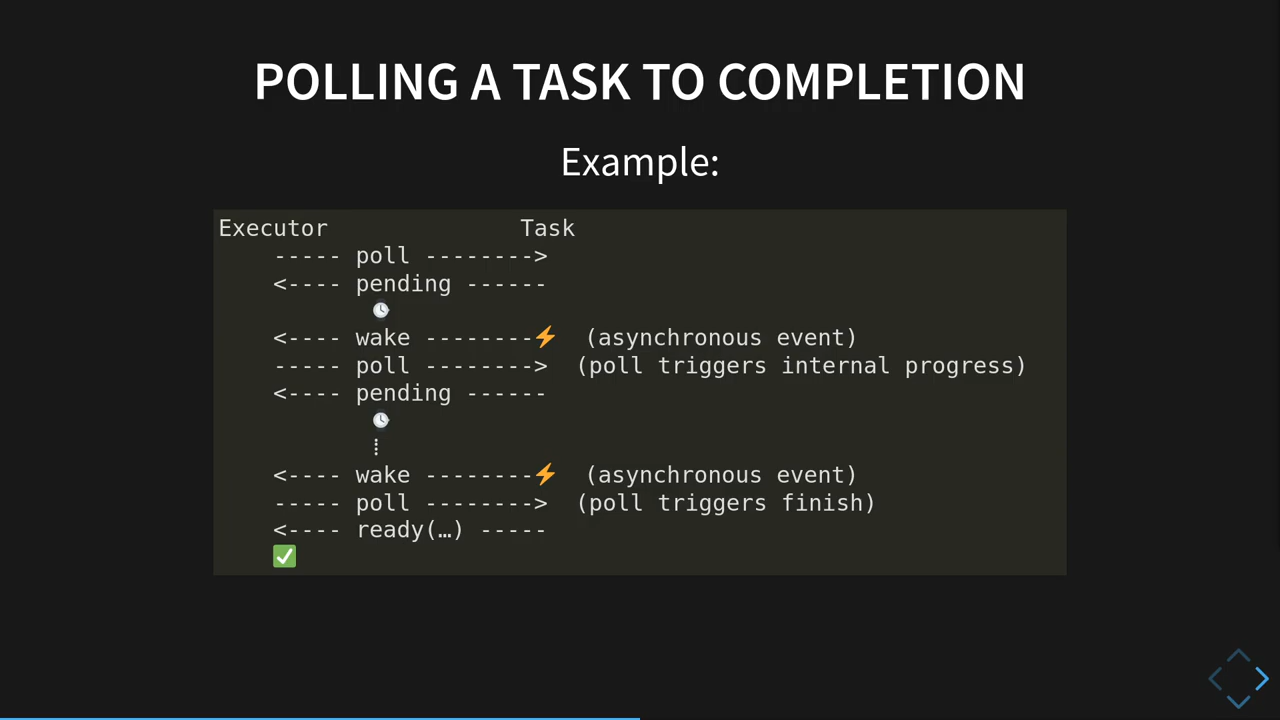 POLLING A TASK TO COMPLETION
Example:
Executor              Task
    ----- poll -------->
    <---- pending ------
           🕓
    <---- wake --------⚡  (asynchronous event)
    ----- poll -------->  (poll triggers internal progress)
    <---- pending ------
           🕓
           ⁞
    <---- wake --------⚡  (asynchronous event)
    ----- poll -------->  (poll triggers finish)
    <---- ready(…) -----
    ✅